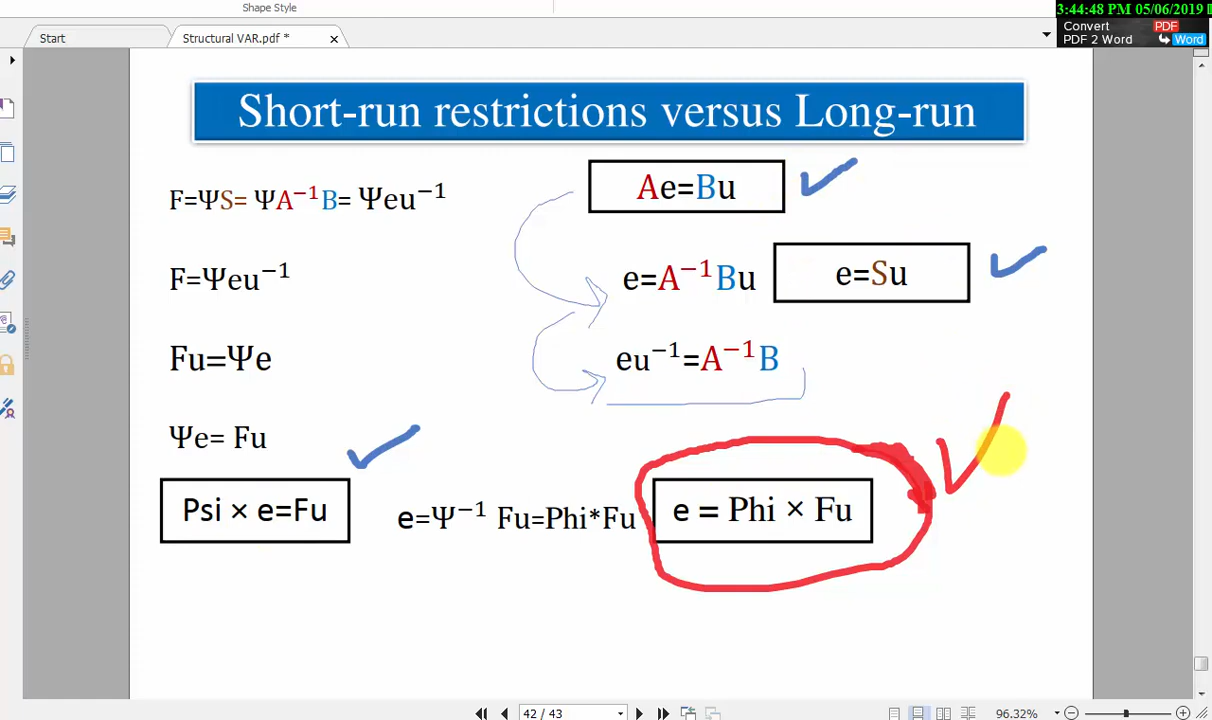 Shape Style
3:44:48 PM 05/06/2019
Convert PDF
PDF 2 Word Word
Start
Structural VAR.pdf *
Short-run restrictions versus Long-run
F=ΨS= ΨA⁻¹B= Ψeu⁻¹
Ae=Bu
F=Ψeu⁻¹
e=A⁻¹Bu
e=Su
Fu=Ψe
eu⁻¹=A⁻¹B
Ψe= Fu
Psi × e=Fu
e=Ψ⁻¹ Fu=Phi*Fu
e = Phi × Fu
42 / 43
96.32%